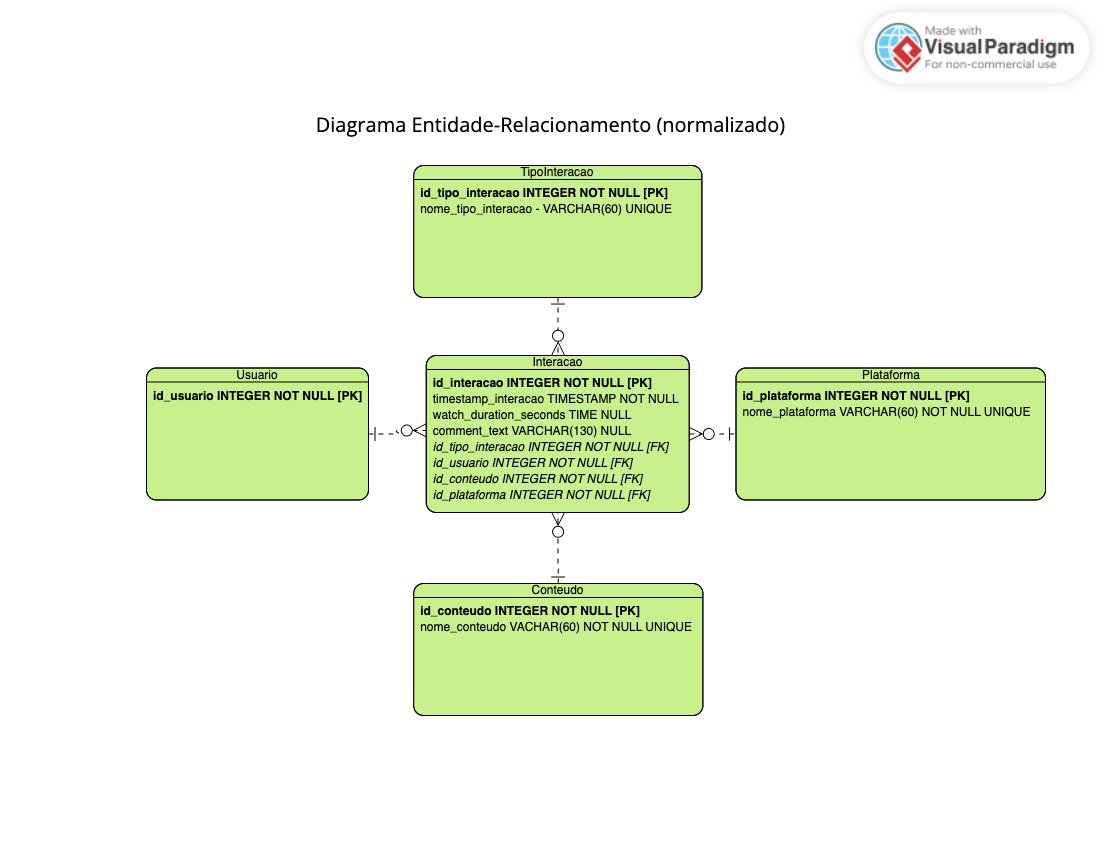 Made with
Visual Paradigm
For non-commercial use
Diagrama Entidade-Relacionamento (normalizado)
TipoInteracao
id_tipo_interacao INTEGER NOT NULL [PK]
nome_tipo_interacao - VARCHAR(60) UNIQUE
Interacao
id_interacao INTEGER NOT NULL [PK]
timestamp_interacao TIMESTAMP NOT NULL
watch_duration_seconds TIME NULL
comment_text VARCHAR(130) NULL
id_tipo_interacao INTEGER NOT NULL [FK]
id_usuario INTEGER NOT NULL [FK]
id_conteudo INTEGER NOT NULL [FK]
id_plataforma INTEGER NOT NULL [FK]
Usuario
id_usuario INTEGER NOT NULL [PK]
Plataforma
id_plataforma INTEGER NOT NULL [PK]
nome_plataforma VARCHAR(60) NOT NULL UNIQUE
Conteudo
id_conteudo INTEGER NOT NULL [PK]
nome_conteudo VACHAR(60) NOT NULL UNIQUE